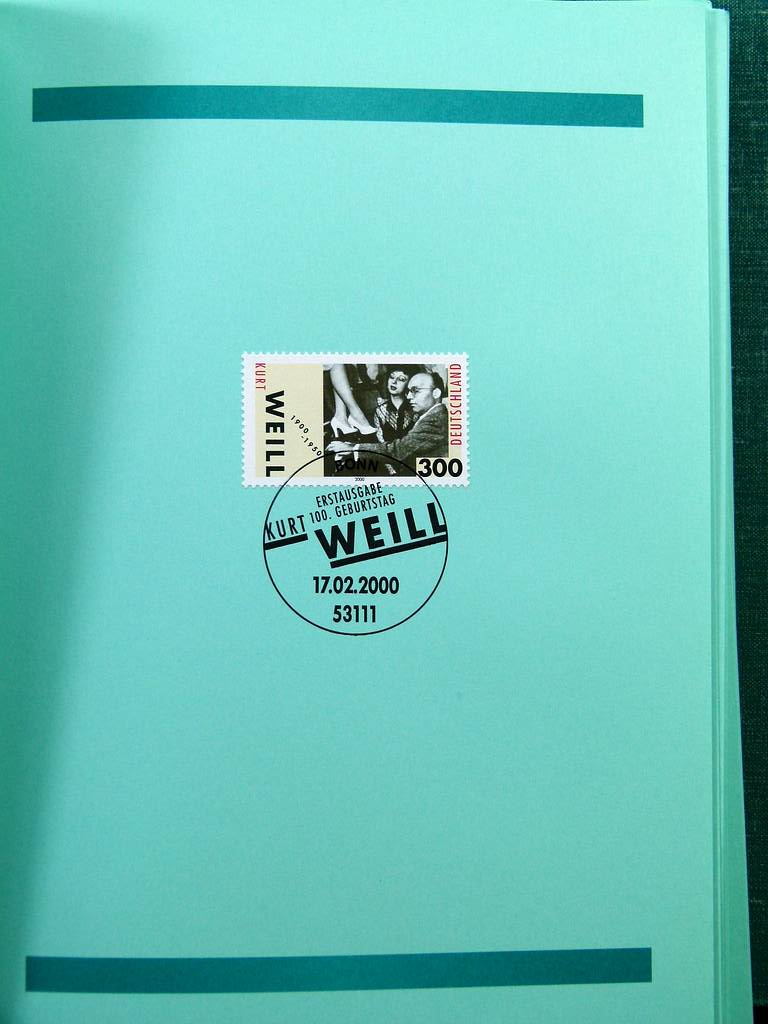 KURT
WEILL
1900-1950
DEUTSCHLAND
300
2000
BONN
ERSTAUSGABE
100. GEBURTSTAG
KURT WEILL
17.02.2000
53111